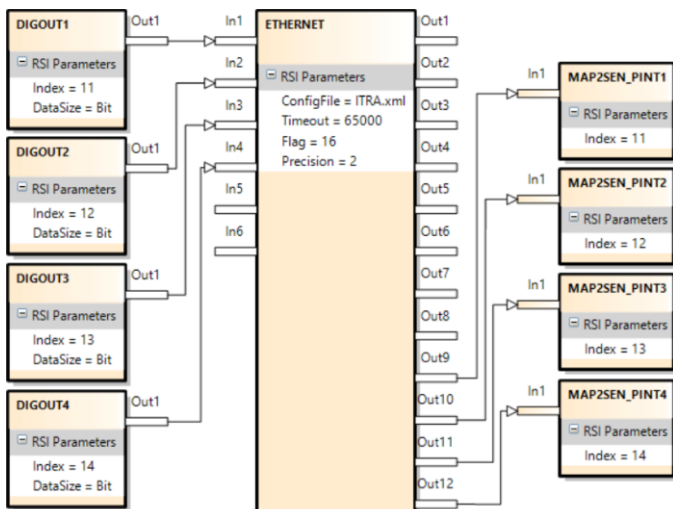 DIGOUT1
Out1
RSI Parameters
Index = 11
DataSize = Bit
DIGOUT2
Out1
RSI Parameters
Index = 12
DataSize = Bit
DIGOUT3
Out1
RSI Parameters
Index = 13
DataSize = Bit
DIGOUT4
Out1
RSI Parameters
Index = 14
DataSize = Bit
In1
In2
In3
In4
In5
In6
ETHERNET
RSI Parameters
ConfigFile = ITRA.xml
Timeout = 65000
Flag = 16
Precision = 2
Out1
Out2
Out3
Out4
Out5
Out6
Out7
Out8
Out9
Out10
Out11
Out12
In1
MAP2SEN_PINT1
RSI Parameters
Index = 11
In1
MAP2SEN_PINT2
RSI Parameters
Index = 12
In1
MAP2SEN_PINT3
RSI Parameters
Index = 13
In1
MAP2SEN_PINT4
RSI Parameters
Index = 14